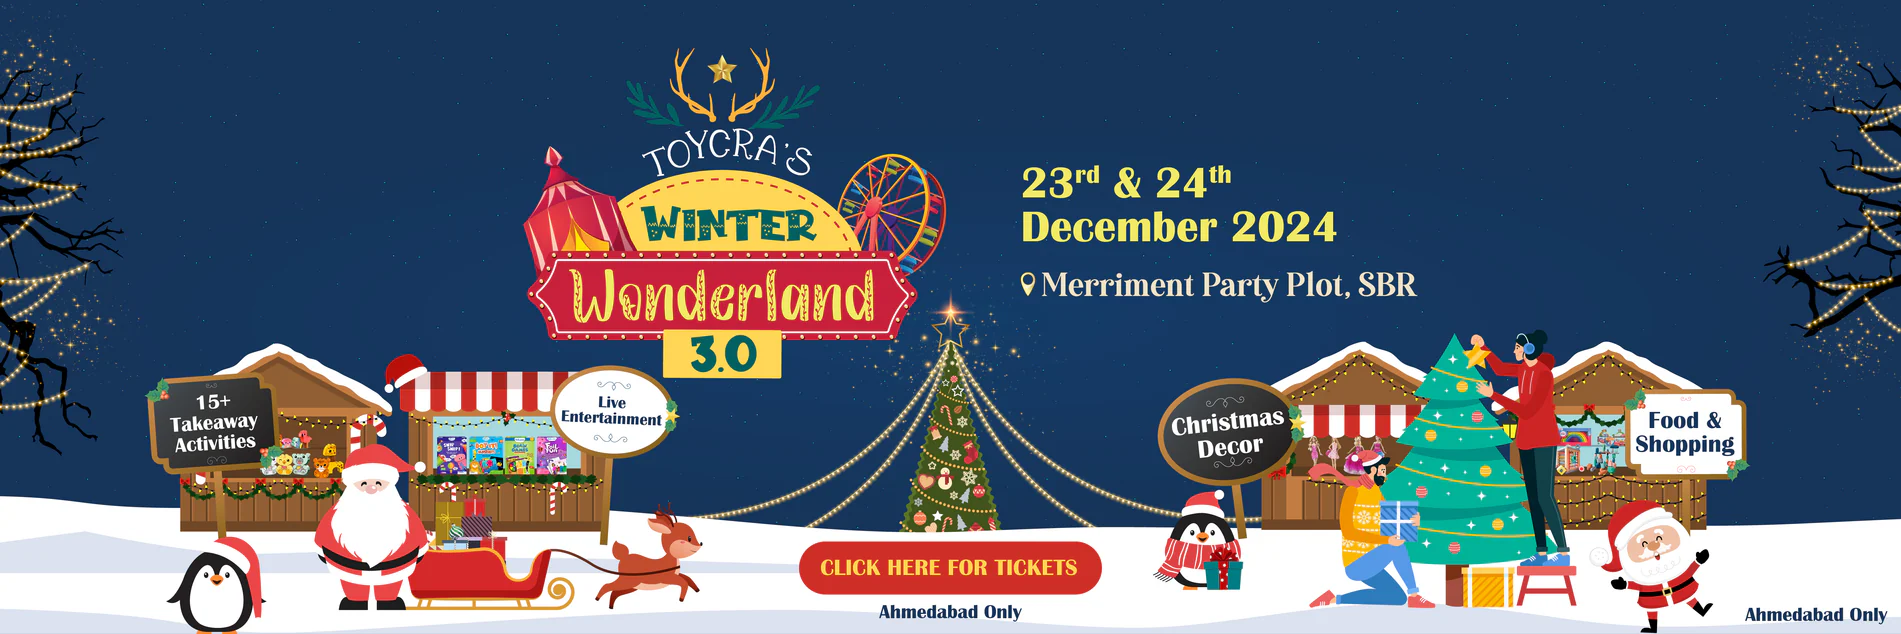 TOYCRA'S
WINTER
Wonderland
3.0
23rd & 24th
December 2024
Merriment Party Plot, SBR
15+
Takeaway
Activities
Live
Entertainment
Christmas
Decor
Food &
Shopping
CLICK HERE FOR TICKETS
Ahmedabad Only
Ahmedabad Only